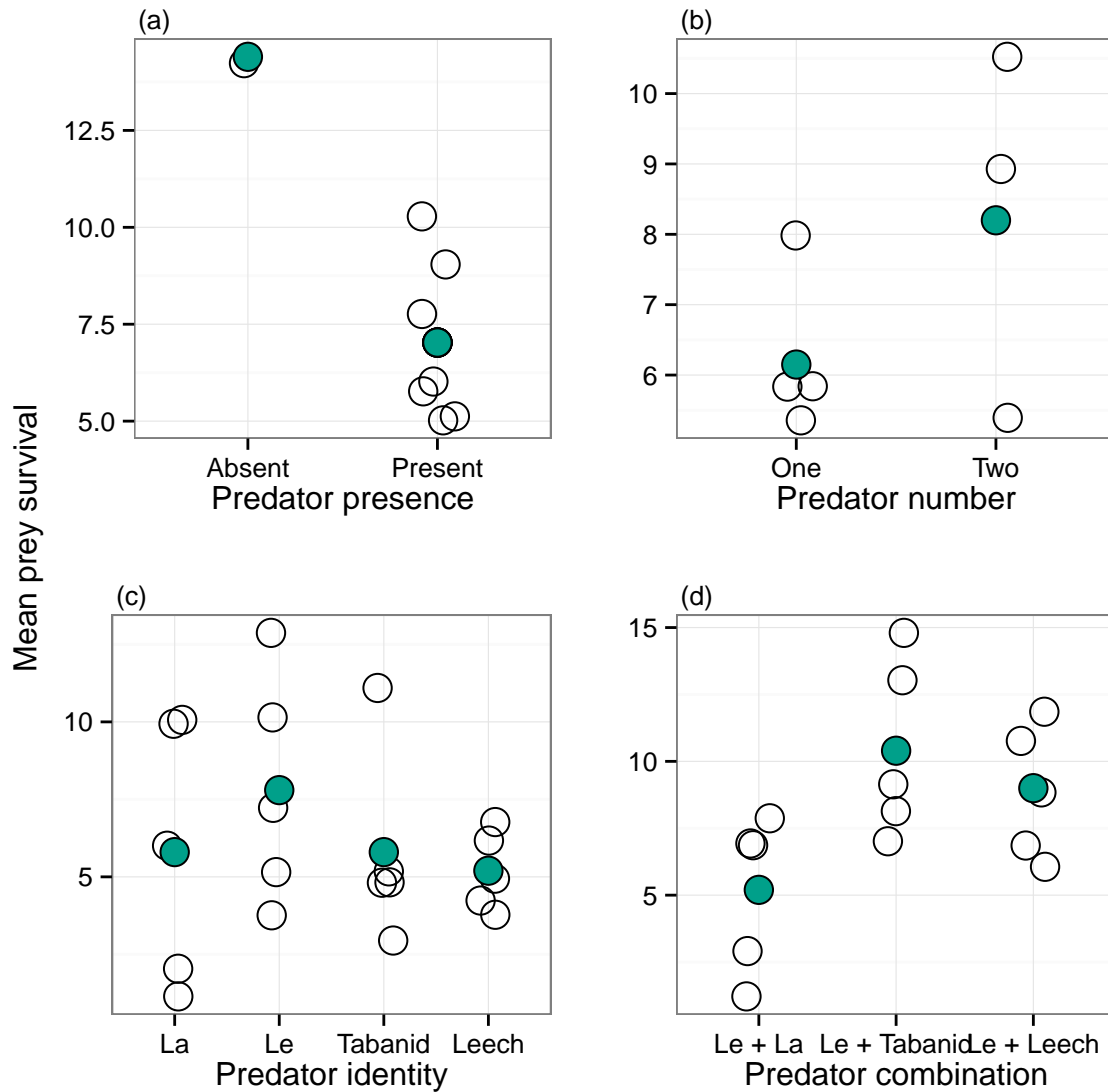 (a)
12.5
10.0
7.5
5.0
Absent Present
Predator presence
(b)
10
9
8
7
6
One Two
Predator number
Mean prey survival
(c)
10
5
La Le Tabanid Leech
Predator identity
(d)
15
10
5
Le + La Le + Tabanid Le + Leech
Predator combination